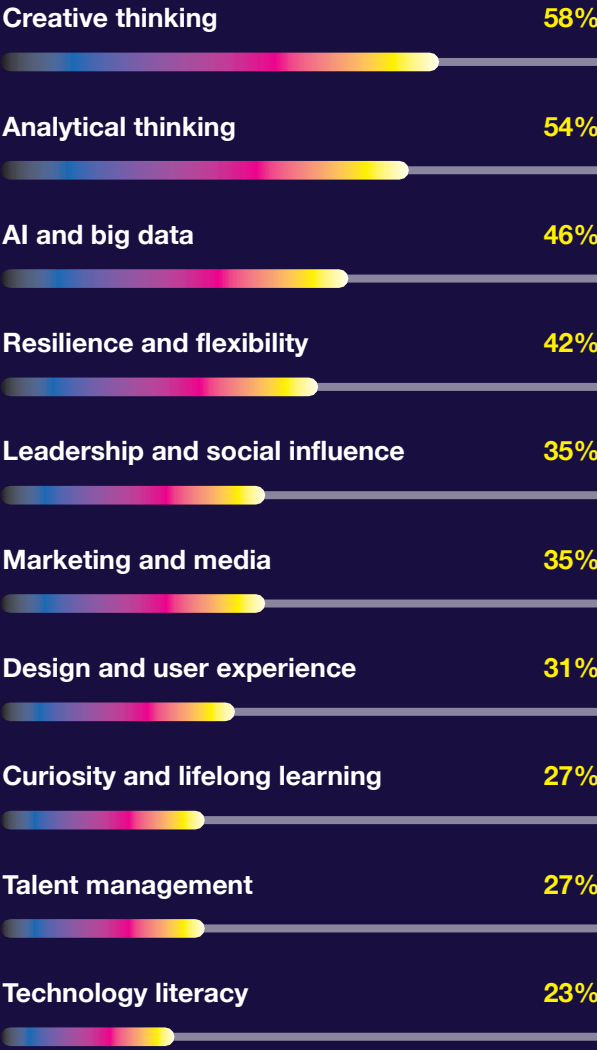 Creative thinking 58%
Analytical thinking 54%
AI and big data 46%
Resilience and flexibility 42%
Leadership and social influence 35%
Marketing and media 35%
Design and user experience 31%
Curiosity and lifelong learning 27%
Talent management 27%
Technology literacy 23%